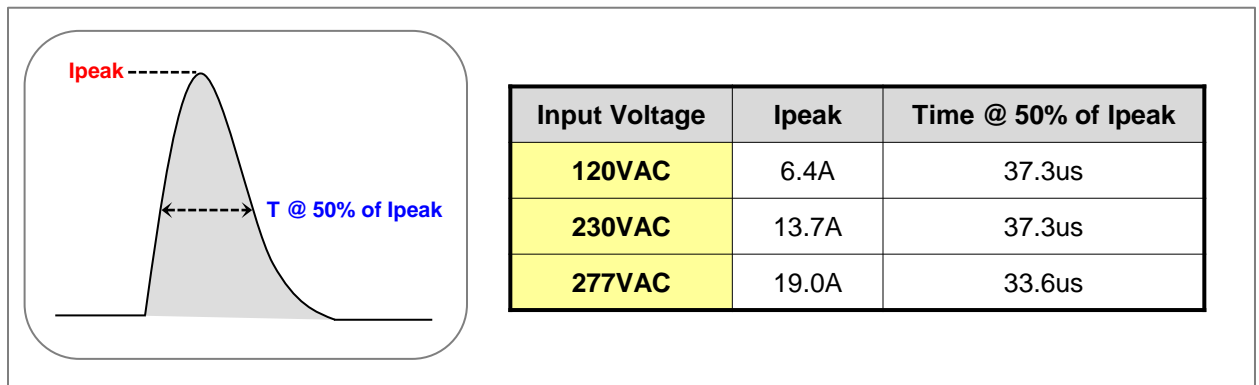 Ipeak
T @ 50% of Ipeak
Input Voltage Ipeak Time @ 50% of Ipeak
120VAC 6.4A 37.3us
230VAC 13.7A 37.3us
277VAC 19.0A 33.6us